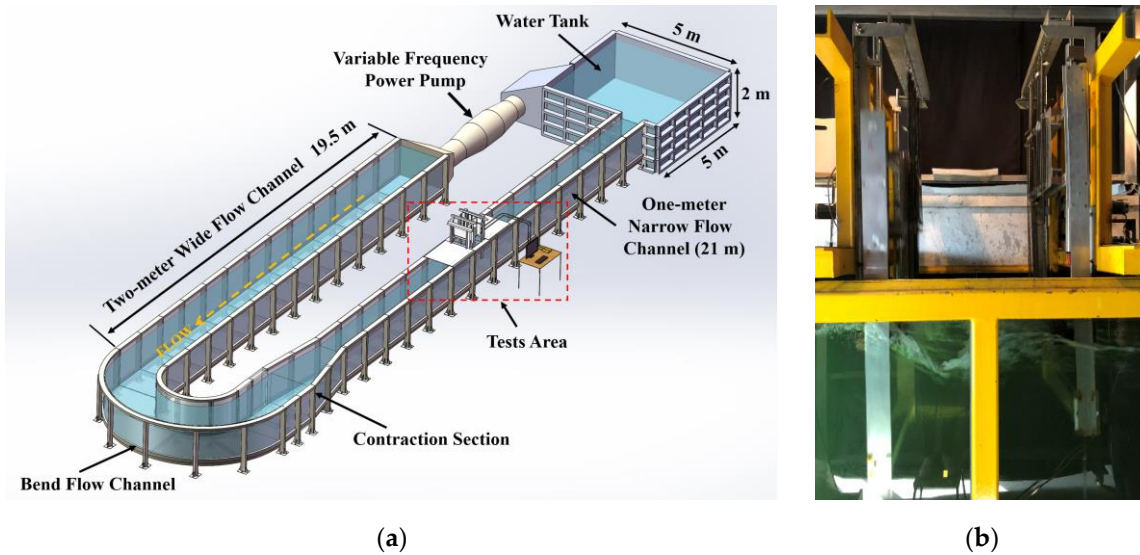 Water Tank
5 m
2 m
5 m
Variable Frequency
Power Pump
Two-meter Wide Flow Channel 19.5 m
FLOW
One-meter
Narrow Flow
Channel (21 m)
Tests Area
Contraction Section
Bend Flow Channel
(a)
(b)